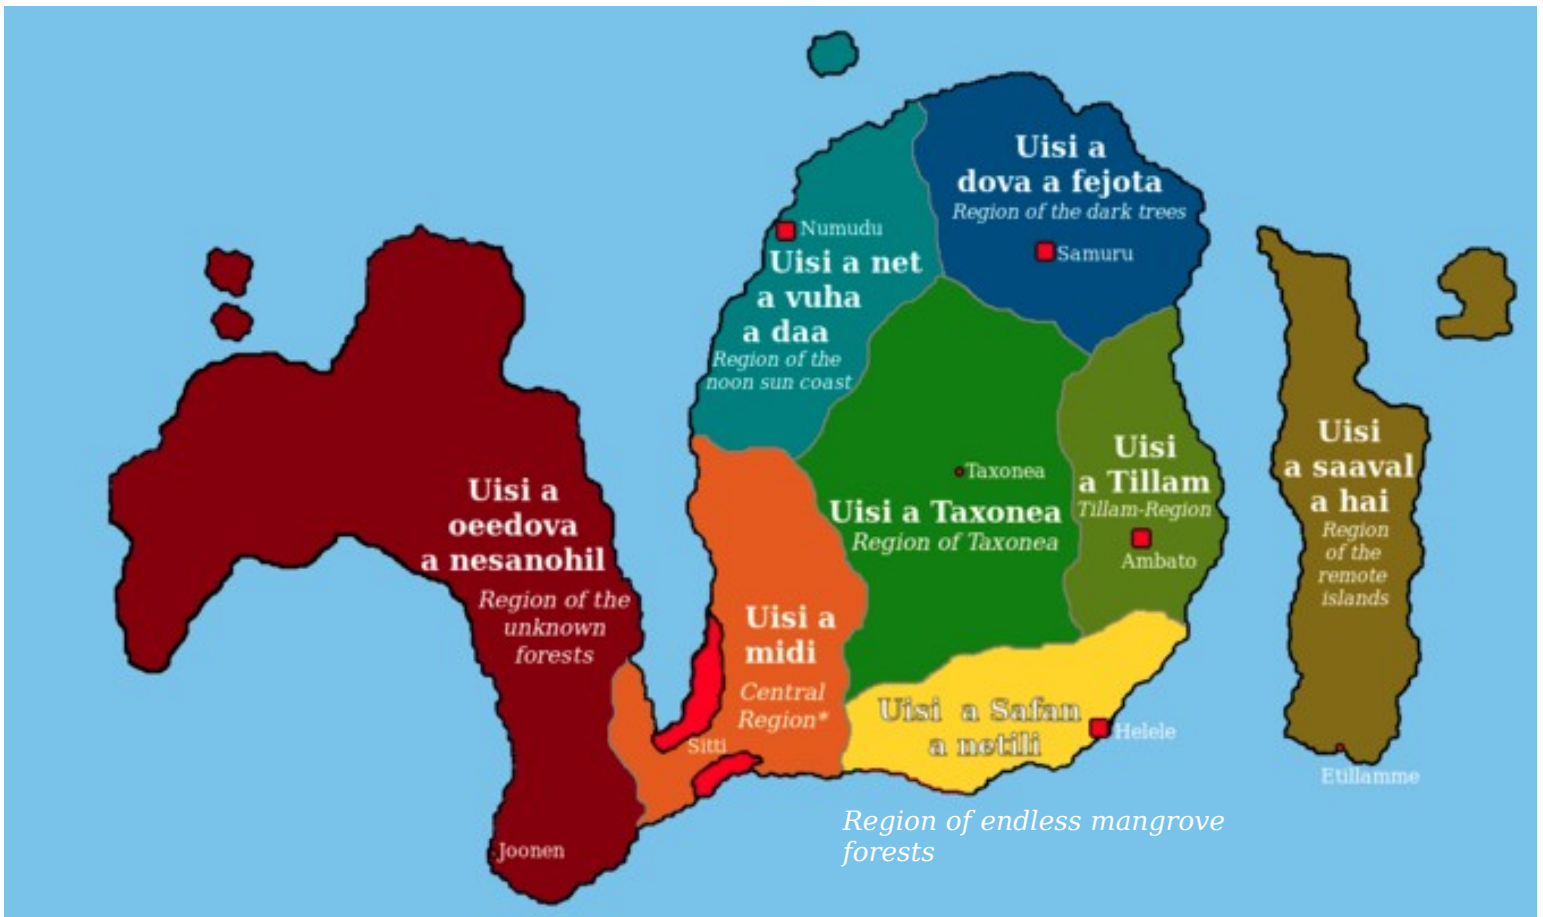 Uisi a
dova a fejota
Region of the dark trees
Samuru
Numudu
Uisi a net
a vuha
a daa
Region of the
noon sun coast
Uisi
a saaval
a hai
Region
of the
remote
islands
Etillamme
Uisi
a Tillam
Tillam-Region
Ambato
Taxonea
Uisi a Taxonea
Region of Taxonea
Uisi a
oeedova
a nesanohil
Region of the
unknown
forests
Joonen
Uisi a
midi
Central
Region*
Sitti
Uisi a Safan
a netili
Helele
Region of endless mangrove
forests